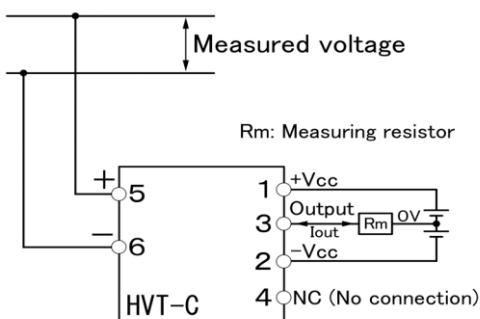 Measured voltage
Rm: Measuring resistor
+
5
1
+Vcc
Output
3
Iout
Rm
0V
−
6
2
−Vcc
4
NC (No connection)
HVT-C